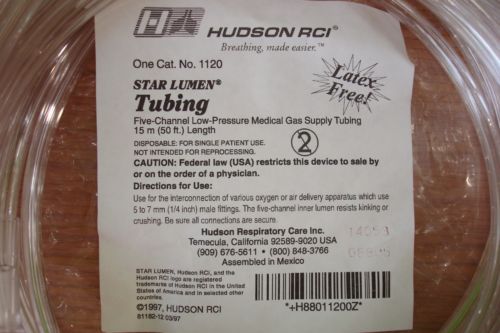 HUDSON RCI®
Breathing, made easier.™
One Cat. No. 1120
STAR LUMEN®
Tubing
Latex
Free!
Five-Channel Low-Pressure Medical Gas Supply Tubing
15 m (50 ft.) Length
DISPOSABLE: FOR SINGLE PATIENT USE.
NOT INTENDED FOR REPROCESSING.
2
CAUTION: Federal law (USA) restricts this device to sale by
or on the order of a physician.
Directions for Use:
Use for the interconnection of various oxygen or air delivery apparatus which use
5 to 7 mm (1/4 inch) male fittings. The five-channel inner lumen resists kinking or
crushing. Be sure all connections are secure.
Hudson Respiratory Care Inc.
Temecula, California 92589-9020 USA
(909) 676-5611 • (800) 848-3766
Assembled in Mexico
STAR LUMEN, Hudson RCI, and the
Hudson RCI logo are registered
trademarks of Hudson RCI in the United
States of America and in selected other
countries.
©1997, HUDSON RCI
81182-12 03/97
*+H88011200Z*